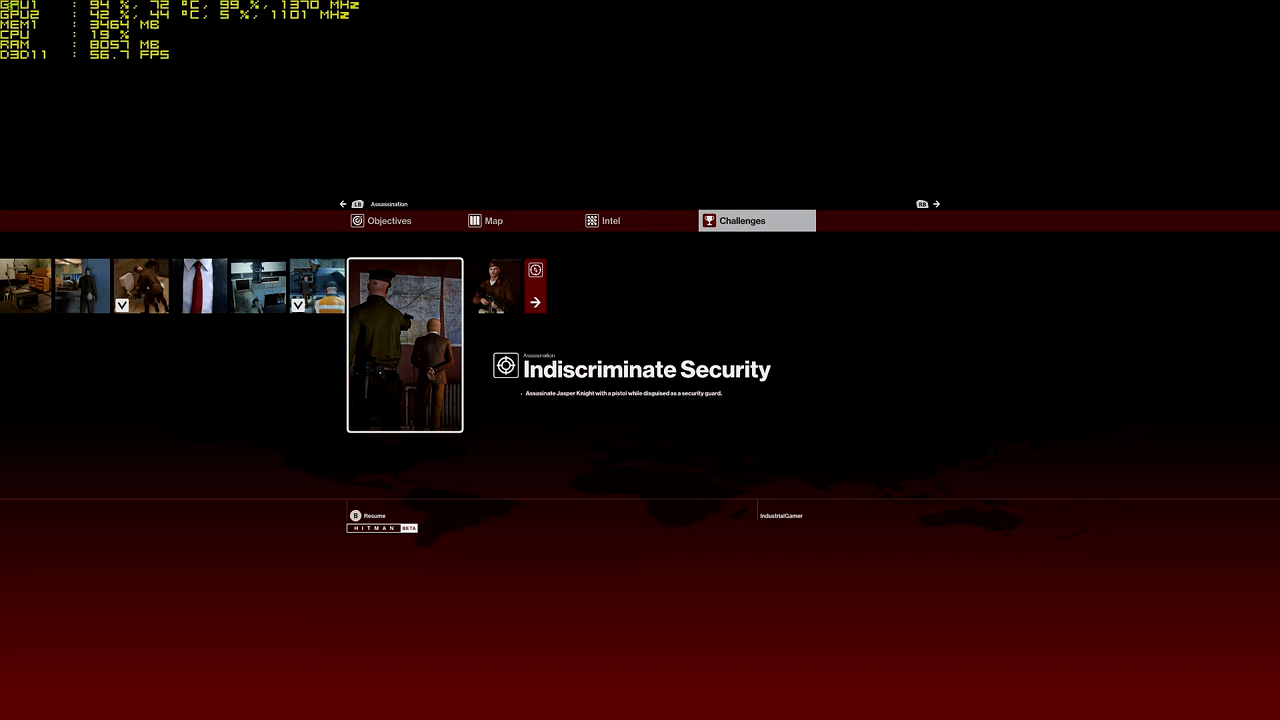 GPU1 : 94 %, 72 °C, 99 %, 1370 MHz
GPU2 : 42 %, 44 °C, 5 %, 1101 MHz
MEM1 : 3464 MB
CPU : 19 %
RAM : 8057 MB
D3D11 : 56.7 FPS
LB Assassination RB
Objectives Map Intel Challenges
Assassination
Indiscriminate Security
Assasinate Jasper Knight with a pistol while disguised as a security guard.
B Resume IndustrialGamer
HITMAN BETA